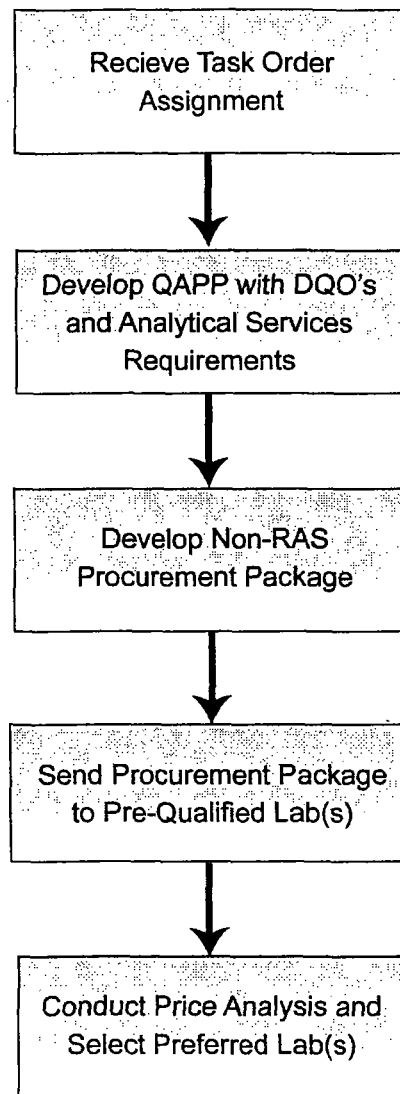 Recieve Task Order
Assignment
Develop QAPP with DQO's
and Analytical Services
Requirements
Develop Non-RAS
Procurement Package
Send Procurement Package
to Pre-Qualified Lab(s)
Conduct Price Analysis and
Select Preferred Lab(s)